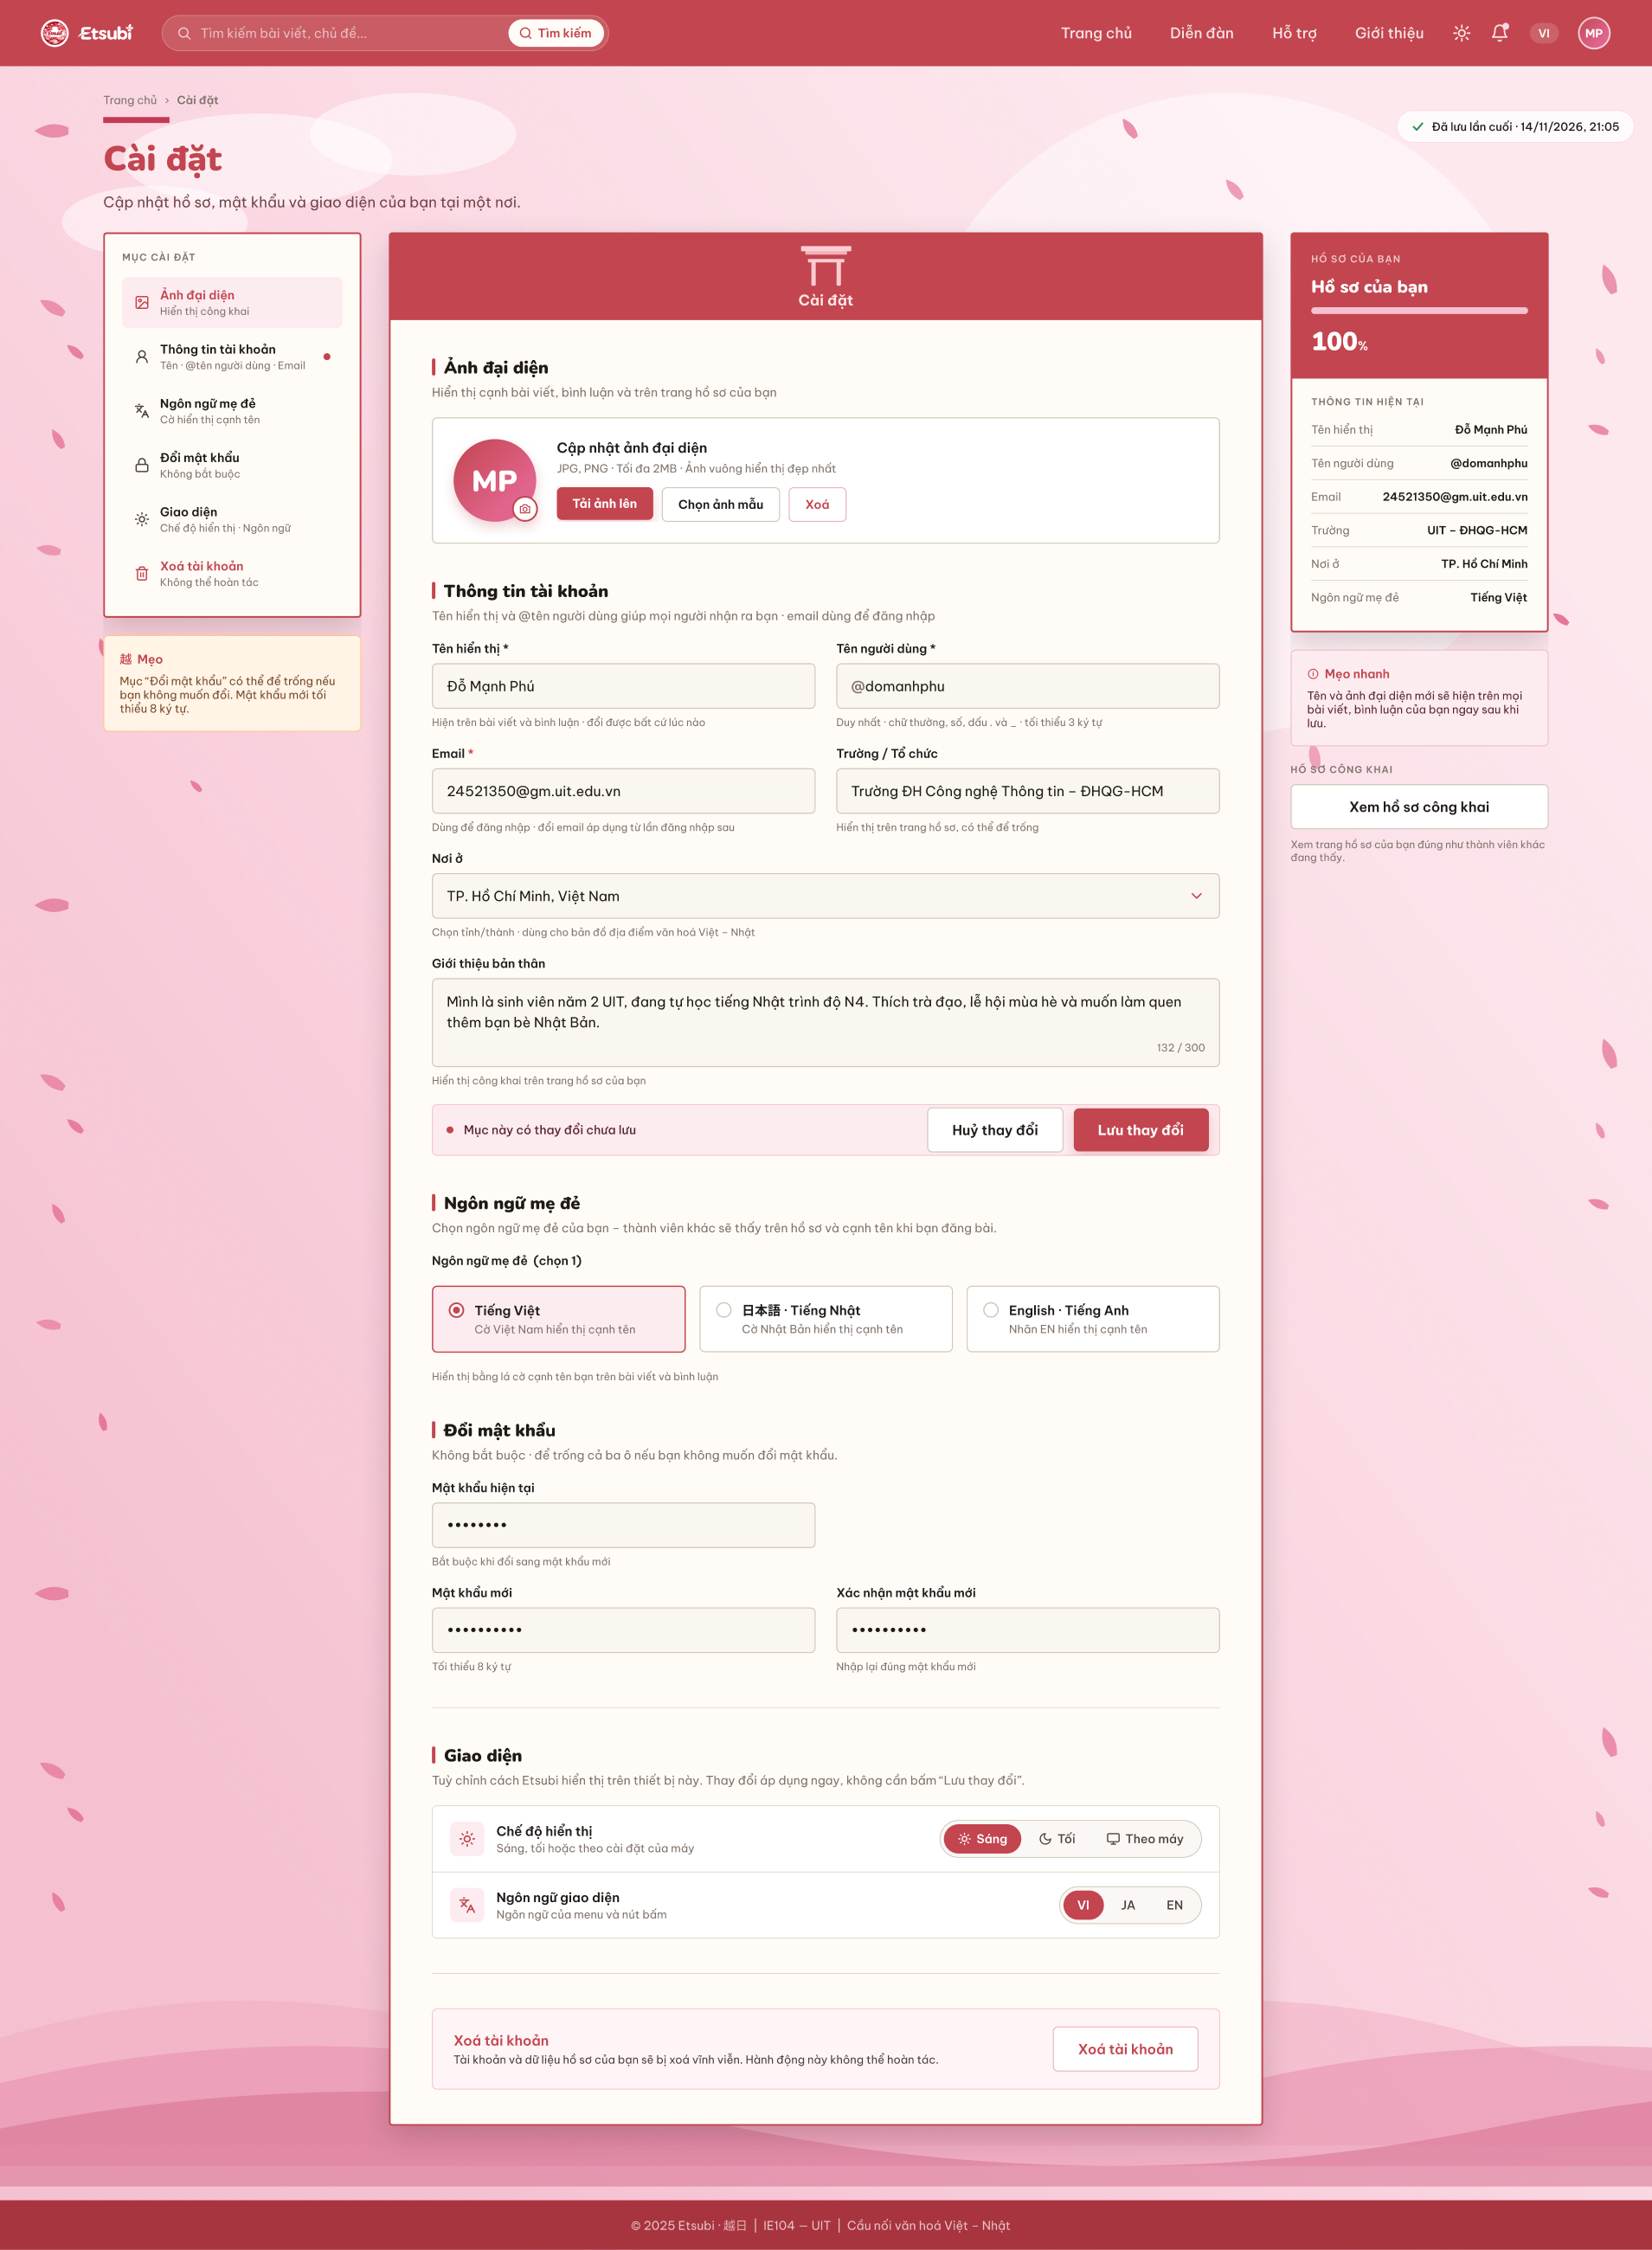 Etsubi
Tìm kiếm bài viết, chủ đề...
Tìm kiếm
Trang chủ
Diễn đàn
Hỗ trợ
Giới thiệu
VI
MP
Trang chủ › Cài đặt
Đã lưu lần cuối · 14/11/2026, 21:05
Cài đặt
Cập nhật hồ sơ, mật khẩu và giao diện của bạn tại một nơi.
MỤC CÀI ĐẶT
Ảnh đại diện
Hiển thị công khai
Thông tin tài khoản
Tên · @tên người dùng · Email
Ngôn ngữ mẹ đẻ
Cờ hiển thị cạnh tên
Đổi mật khẩu
Không bắt buộc
Giao diện
Chế độ hiển thị · Ngôn ngữ
Xoá tài khoản
Không thể hoàn tác
越 Mẹo
Mục “Đổi mật khẩu” có thể để trống nếu
bạn không muốn đổi. Mật khẩu mới tối
thiểu 8 ký tự.
Cài đặt
Ảnh đại diện
Hiển thị cạnh bài viết, bình luận và trên trang hồ sơ của bạn
MP
Cập nhật ảnh đại diện
JPG, PNG · Tối đa 2MB · Ảnh vuông hiển thị đẹp nhất
Tải ảnh lên
Chọn ảnh mẫu
Xoá
Thông tin tài khoản
Tên hiển thị và @tên người dùng giúp mọi người nhận ra bạn · email dùng để đăng nhập
Tên hiển thị *
Tên người dùng *
Đỗ Mạnh Phú
@domanhphu
Hiện trên bài viết và bình luận · đổi được bất cứ lúc nào
Duy nhất · chữ thường, số, dấu . và _ · tối thiểu 3 ký tự
Email *
Trường / Tổ chức
24521350@gm.uit.edu.vn
Trường ĐH Công nghệ Thông tin – ĐHQG-HCM
Dùng để đăng nhập · đổi email áp dụng từ lần đăng nhập sau
Hiển thị trên trang hồ sơ, có thể để trống
Nơi ở
TP. Hồ Chí Minh, Việt Nam
Chọn tỉnh/thành · dùng cho bản đồ địa điểm văn hoá Việt – Nhật
Giới thiệu bản thân
Mình là sinh viên năm 2 UIT, đang tự học tiếng Nhật trình độ N4. Thích trà đạo, lễ hội mùa hè và muốn làm quen
thêm bạn bè Nhật Bản.
132 / 300
Hiển thị công khai trên trang hồ sơ của bạn
Mục này có thay đổi chưa lưu
Huỷ thay đổi
Lưu thay đổi
Ngôn ngữ mẹ đẻ
Chọn ngôn ngữ mẹ đẻ của bạn – thành viên khác sẽ thấy trên hồ sơ và cạnh tên khi bạn đăng bài.
Ngôn ngữ mẹ đẻ (chọn 1)
Tiếng Việt
Cờ Việt Nam hiển thị cạnh tên
日本語 · Tiếng Nhật
Cờ Nhật Bản hiển thị cạnh tên
English · Tiếng Anh
Nhãn EN hiển thị cạnh tên
Hiển thị bằng lá cờ cạnh tên bạn trên bài viết và bình luận
Đổi mật khẩu
Không bắt buộc · để trống cả ba ô nếu bạn không muốn đổi mật khẩu.
Mật khẩu hiện tại
••••••••
Bắt buộc khi đổi sang mật khẩu mới
Mật khẩu mới
Xác nhận mật khẩu mới
••••••••••
••••••••••
Tối thiểu 8 ký tự
Nhập lại đúng mật khẩu mới
Giao diện
Tuỳ chỉnh cách Etsubi hiển thị trên thiết bị này. Thay đổi áp dụng ngay, không cần bấm “Lưu thay đổi”.
Chế độ hiển thị
Sáng, tối hoặc theo cài đặt của máy
Sáng
Tối
Theo máy
Ngôn ngữ giao diện
Ngôn ngữ của menu và nút bấm
VI
JA
EN
Xoá tài khoản
Tài khoản và dữ liệu hồ sơ của bạn sẽ bị xoá vĩnh viễn. Hành động này không thể hoàn tác.
Xoá tài khoản
HỒ SƠ CỦA BẠN
Hồ sơ của bạn
100%
THÔNG TIN HIỆN TẠI
Tên hiển thị Đỗ Mạnh Phú
Tên người dùng @domanhphu
Email 24521350@gm.uit.edu.vn
Trường UIT – ĐHQG-HCM
Nơi ở TP. Hồ Chí Minh
Ngôn ngữ mẹ đẻ Tiếng Việt
Mẹo nhanh
Tên và ảnh đại diện mới sẽ hiện trên mọi
bài viết, bình luận của bạn ngay sau khi
lưu.
HỒ SƠ CÔNG KHAI
Xem hồ sơ công khai
Xem trang hồ sơ của bạn đúng như thành viên khác
đang thấy.
© 2025 Etsubi · 越日 | IE104 — UIT | Cầu nối văn hoá Việt – Nhật